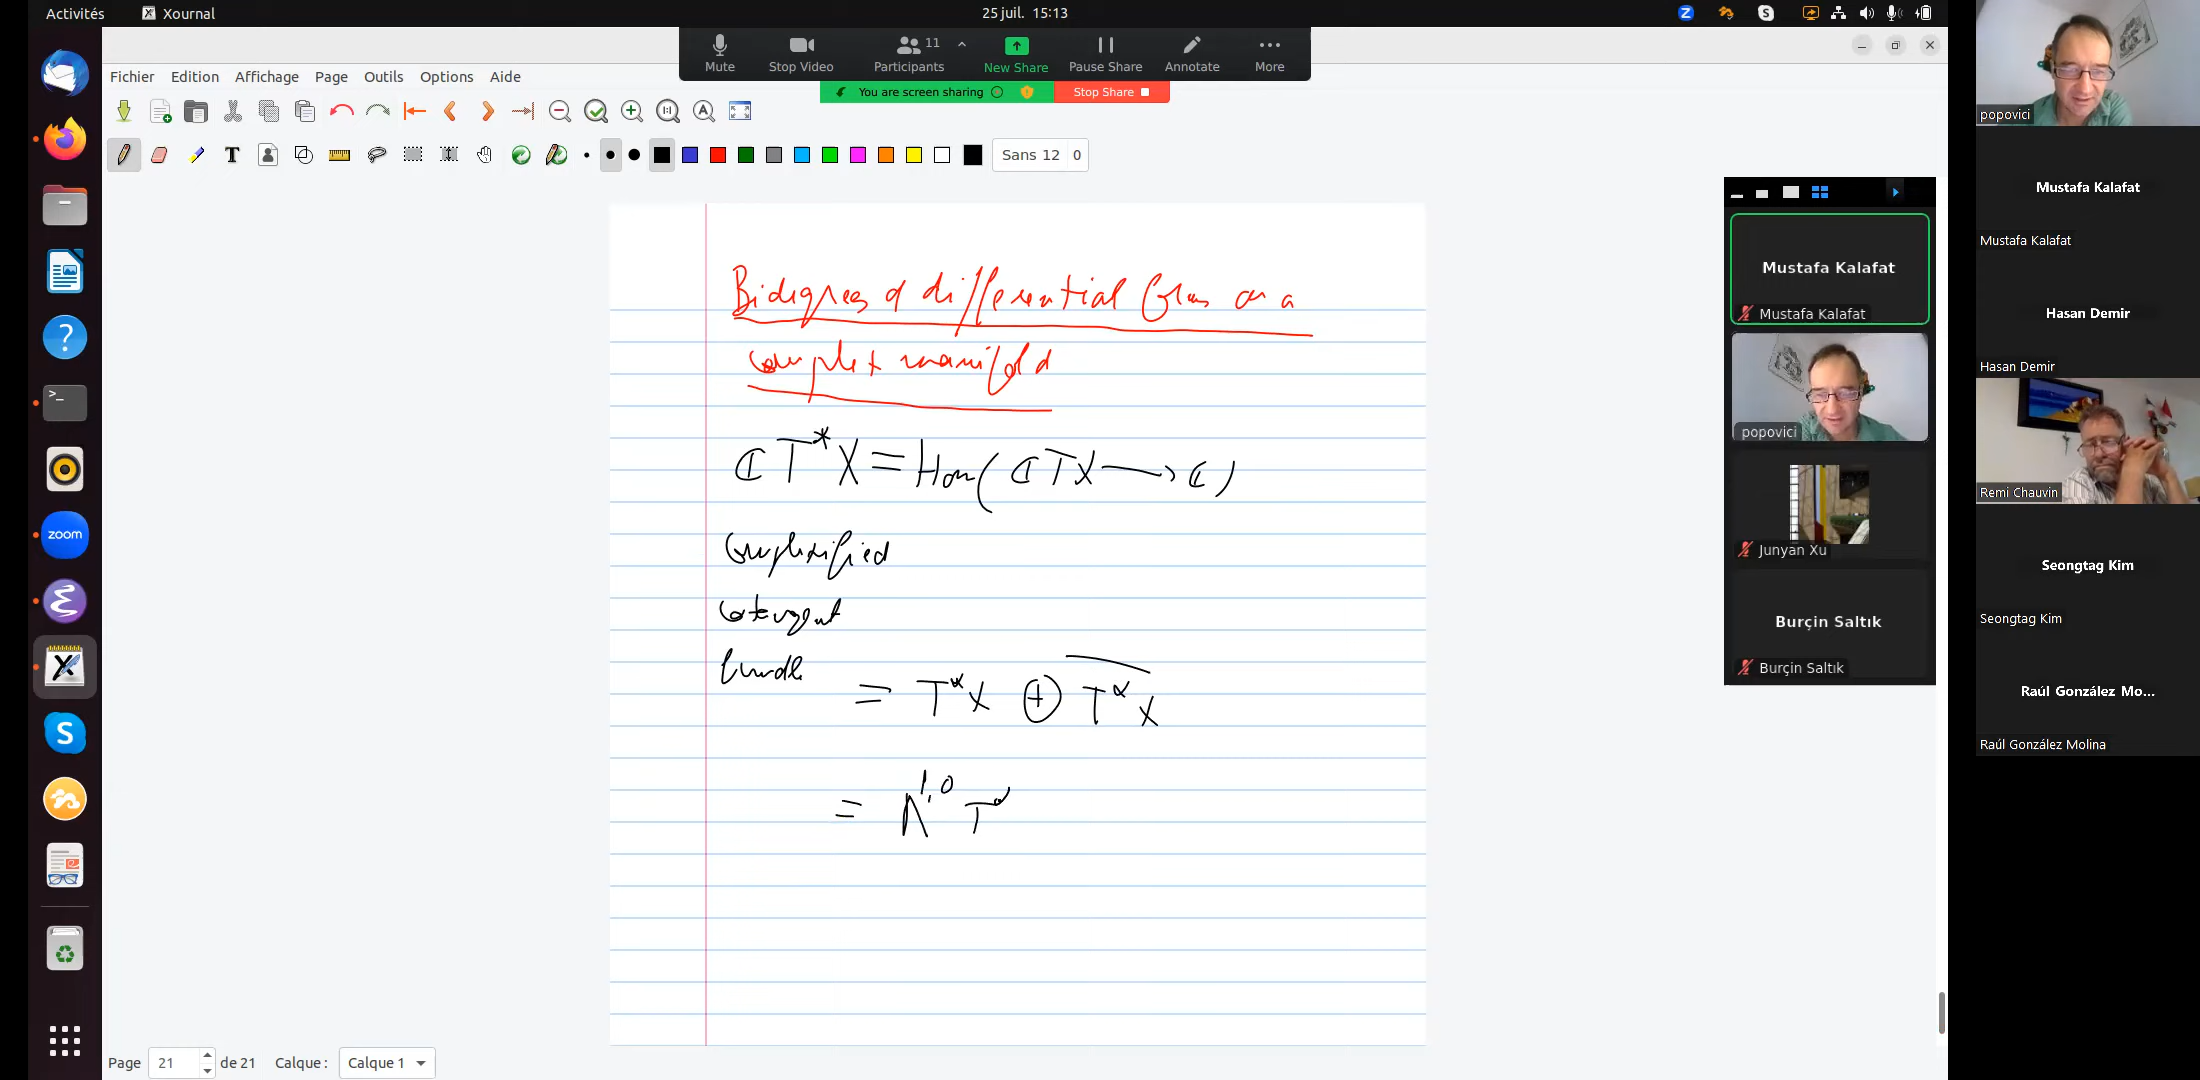 Activités
Xournal
25 juil. 15:13
Mute
Stop Video
Participants
11
New Share
Pause Share
Annotate
More
You are screen sharing
Stop Share
Fichier Edition Affichage Page Outils Options Aide
Sans 12 0
Bidegrees of differential forms on a
complex manifold
ℂT*X = Hom(ℂTX → ℂ)
complexified
cotangent
bundle
= T*X ⊕ \overline{T*X}
= Λ^{1,0} T*
zoom
Mustafa Kalafat
Mustafa Kalafat
popovici
Junyan Xu
Burçin Saltık
Burçin Saltık
popovici
Mustafa Kalafat
Mustafa Kalafat
Hasan Demir
Hasan Demir
Remi Chauvin
Seongtag Kim
Seongtag Kim
Raúl González Mo...
Raúl González Molina
Page 21 de 21 Calque : Calque 1